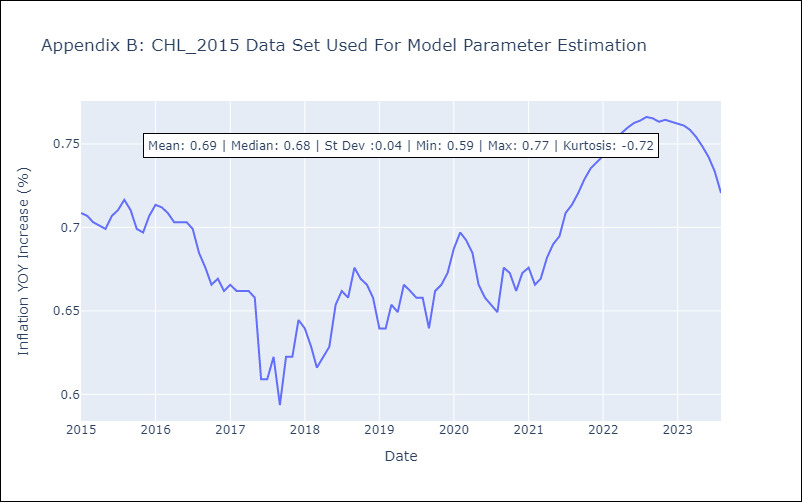 Appendix B: CHL_2015 Data Set Used For Model Parameter Estimation
Mean: 0.69 | Median: 0.68 | St Dev :0.04 | Min: 0.59 | Max: 0.77 | Kurtosis: -0.72
Inflation YOY Increase (%)
0.75
0.7
0.65
0.6
2015 2016 2017 2018 2019 2020 2021 2022 2023
Date